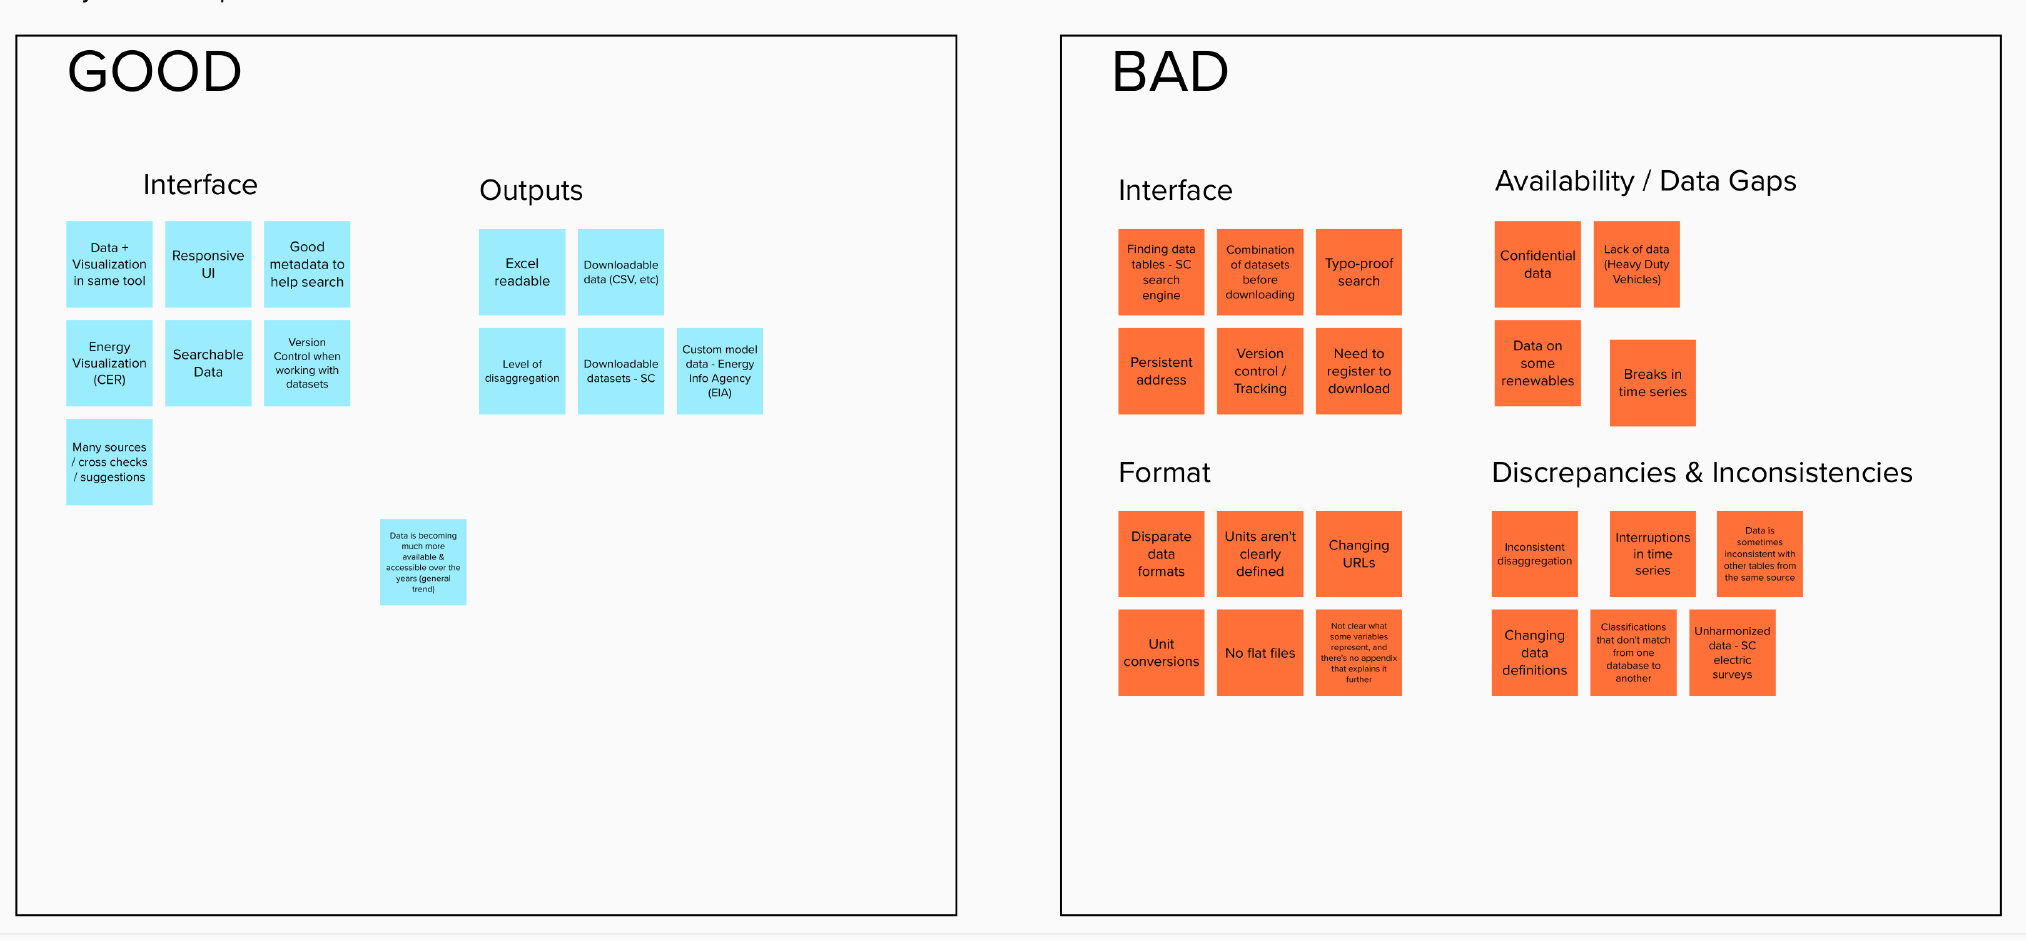 GOOD
Interface
Data +
Visualization
in same tool
Responsive
UI
Good
metadata to
help search
Energy
Visualization
(CER)
Searchable
Data
Version
Control when
working with
datasets
Many sources
/ cross checks
/ suggestions
Outputs
Excel
readable
Downloadable
data (CSV, etc)
Level of
disaggregation
Downloadable
datasets - SC
Custom model
data - Energy
Info Agency
(EIA)
Data is becoming
much more
available &
accessible over the
years (general
trend)
BAD
Interface
Finding data
tables - SC
search
engine
Combination
of datasets
before
downloading
Typo-proof
search
Persistent
address
Version
control /
Tracking
Need to
register to
download
Availability / Data Gaps
Confidential
data
Lack of data
(Heavy Duty
Vehicles)
Data on
some
renewables
Breaks in
time series
Format
Disparate
data
formats
Units aren't
clearly
defined
Changing
URLs
Unit
conversions
No flat files
Not clear what
some variables
represent, and
there's no appendix
that explains it
further
Discrepancies & Inconsistencies
Inconsistent
disaggregation
Interruptions
in time
series
Data is
sometimes
inconsistent with
other tables from
the same source
Changing
data
definitions
Classifications
that don't match
from one
database to
another
Unharmonized
data - SC
electric
surveys